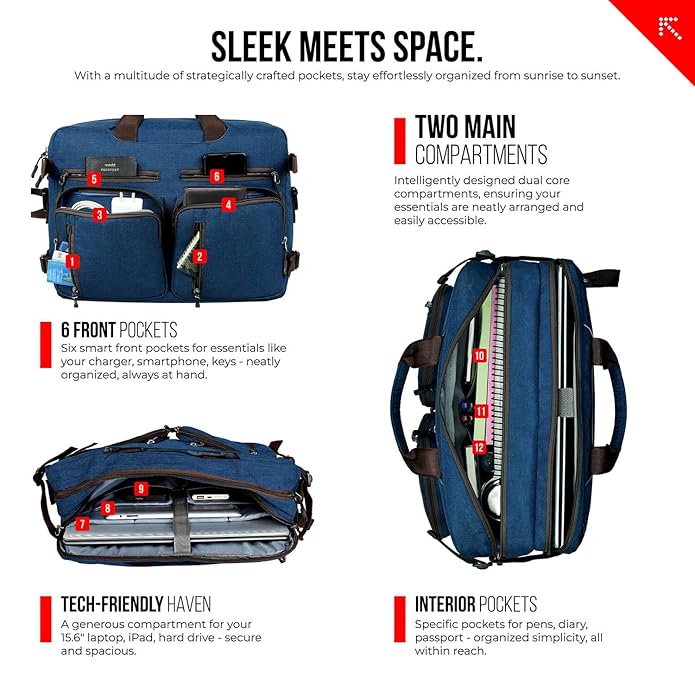 SLEEK MEETS SPACE.
With a multitude of strategically crafted pockets, stay effortlessly organized from sunrise to sunset.
5
6
3
4
1
2
TWO MAIN
COMPARTMENTS
Intelligently designed dual core
compartments, ensuring your
essentials are neatly arranged and
easily accessible.
6 FRONT POCKETS
Six smart front pockets for essentials like
your charger, smartphone, keys - neatly
organized, always at hand.
10
11
12
9
8
7
TECH-FRIENDLY HAVEN
A generous compartment for your
15.6" laptop, iPad, hard drive - secure
and spacious.
INTERIOR POCKETS
Specific pockets for pens, diary,
passport - organized simplicity, all
within reach.